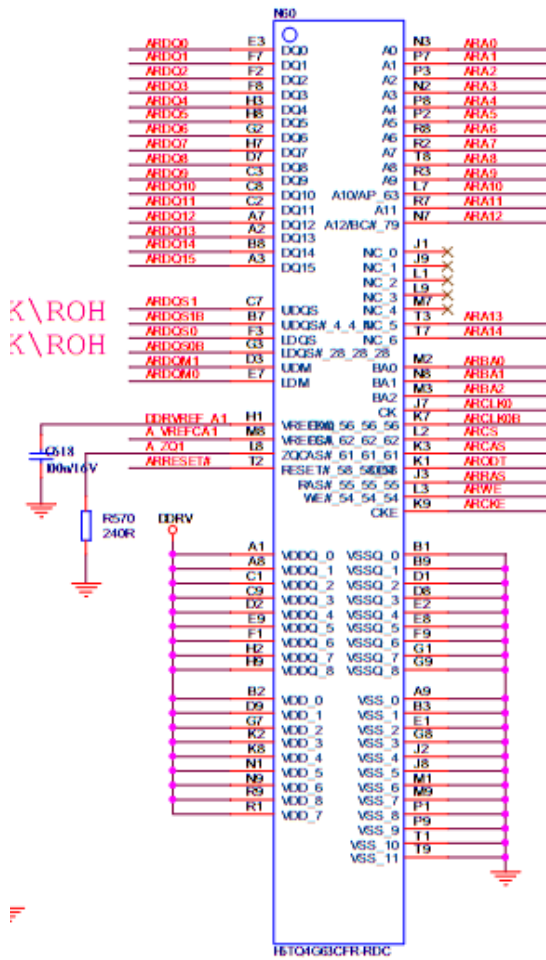 N60
ARDQ0 E3 DQ0 A0 N3 ARA0
ARDQ1 F7 DQ1 A1 P7 ARA1
ARDQ2 F2 DQ2 A2 P3 ARA2
ARDQ3 F8 DQ3 A3 N2 ARA3
ARDQ4 H3 DQ4 A4 P8 ARA4
ARDQ5 H8 DQ5 A5 P2 ARA5
ARDQ6 G2 DQ6 A6 R8 ARA6
ARDQ7 H7 DQ7 A7 R2 ARA7
ARDQ8 D7 DQ8 A8 T8 ARA8
ARDQ9 C3 DQ9 A9 R3 ARA9
ARDQ10 C8 DQ10 A10/AP_63 L7 ARA10
ARDQ11 C2 DQ11 A11 R7 ARA11
ARDQ12 A7 DQ12 A12/BC#_79 N7 ARA12
ARDQ13 A2 DQ13
ARDQ14 B8 DQ14 NC_0 J1
ARDQ15 A3 DQ15 NC_1 J9
NC_2 L1
NC_3 L9
K\ROH ARDQS1 C7 UDQS NC_4 M7
ARDQS1B B7 UDQS#_4_4_4 NC_5 T3 ARA13
K\ROH ARDQS0 F3 LDQS NC_6 T7 ARA14
ARDQS0B G3 LDQS#_28_28_28
ARDQM1 D3 UDM BA0 M2 ARBA0
ARDQM0 E7 LDM BA1 N8 ARBA1
BA2 M3 ARBA2
CK J7 ARCLK0
DDRVREF_A1 H1 K7 ARCLK0B
A_VREFCA1 M8 L2 ARCS
A_ZQ1 L8 K3 ARCAS
ARRESET# T2 K1 ARODT
RAS#_55_55_55 J3 ARRAS
WE#_54_54_54 L3 ARWE
CKE K9 ARCKE
C518
100n/16V
R570
240R
DDRV
A1 VDDQ_0 VSSQ_0 B1
A8 VDDQ_1 VSSQ_1 B9
C1 VDDQ_2 VSSQ_2 D1
C9 VDDQ_3 VSSQ_3 D8
D2 VDDQ_4 VSSQ_4 E2
E9 VDDQ_5 VSSQ_5 E8
F1 VDDQ_6 VSSQ_6 F9
H2 VDDQ_7 VSSQ_7 G1
H9 VDDQ_8 VSSQ_8 G9
B2 VDD_0 VSS_0 A9
D9 VDD_1 VSS_1 B3
G7 VDD_2 VSS_2 E1
K2 VDD_3 VSS_3 G8
K8 VDD_4 VSS_4 J2
N1 VDD_5 VSS_5 J8
N9 VDD_6 VSS_6 M1
R9 VDD_8 VSS_7 M9
R1 VDD_7 VSS_8 P1
VSS_9 P9
VSS_10 T1
VSS_11 T9
H5TQ4G63CFR-RDC